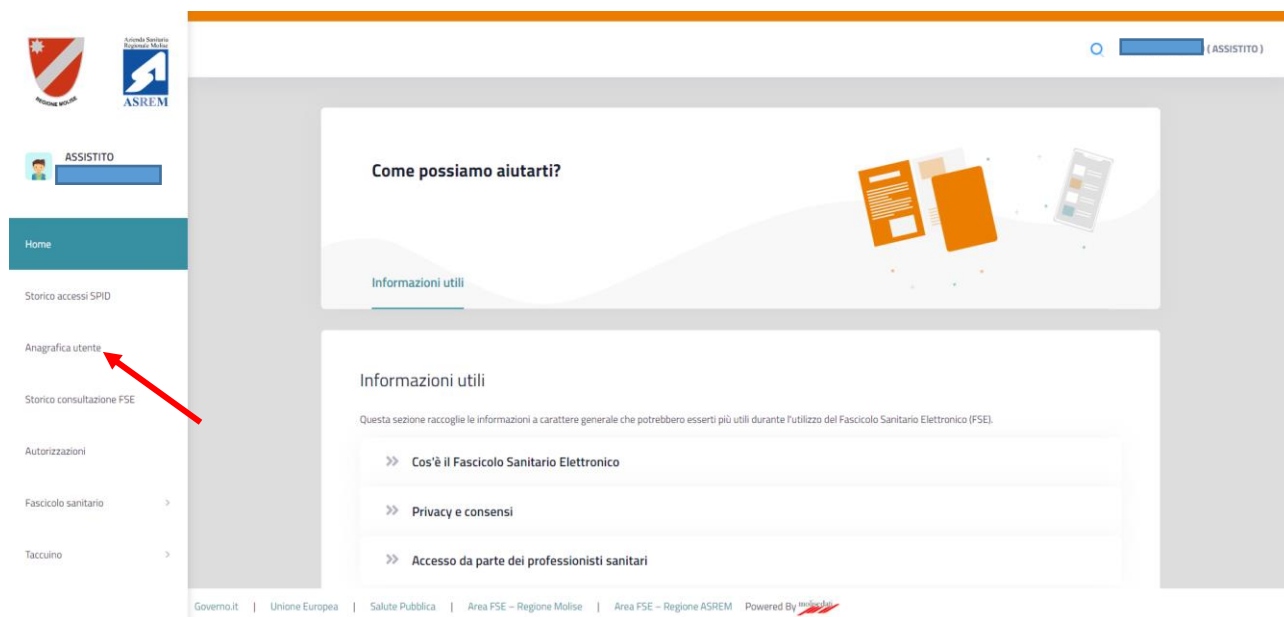 Azienda Sanitaria
Regionale Molise
REGIONE MOLISE
ASREM
( ASSISTITO )
ASSISTITO
Home
Storico accessi SPID
Anagrafica utente
Storico consultazione FSE
Autorizzazioni
Fascicolo sanitario
Taccuino
Come possiamo aiutarti?
Informazioni utili
Informazioni utili
Questa sezione raccoglie le informazioni a carattere generale che potrebbero esserti più utili durante l'utilizzo del Fascicolo Sanitario Elettronico (FSE).
Cos'è il Fascicolo Sanitario Elettronico
Privacy e consensi
Accesso da parte dei professionisti sanitari
Governo.it | Unione Europea | Salute Pubblica | Area FSE – Regione Molise | Area FSE – Regione ASREM Powered By molisedati